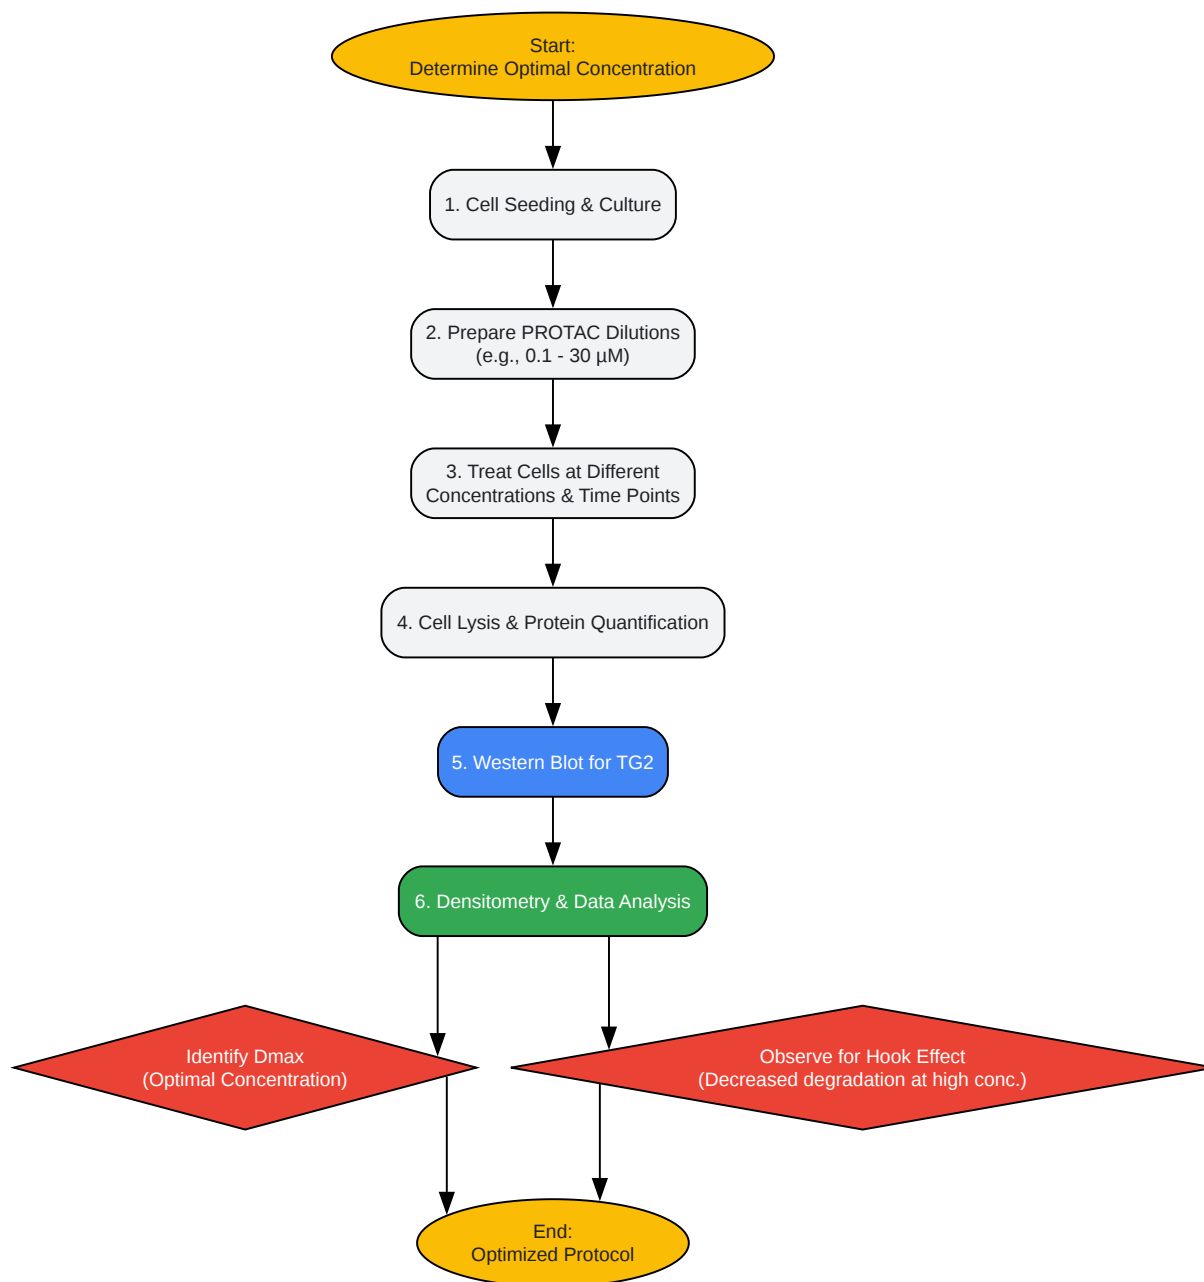 Start:
Determine Optimal Concentration
1. Cell Seeding & Culture
2. Prepare PROTAC Dilutions
(e.g., 0.1 - 30 µM)
3. Treat Cells at Different
Concentrations & Time Points
4. Cell Lysis & Protein Quantification
5. Western Blot for TG2
6. Densitometry & Data Analysis
Identify Dmax
(Optimal Concentration)
Observe for Hook Effect
(Decreased degradation at high conc.)
End:
Optimized Protocol